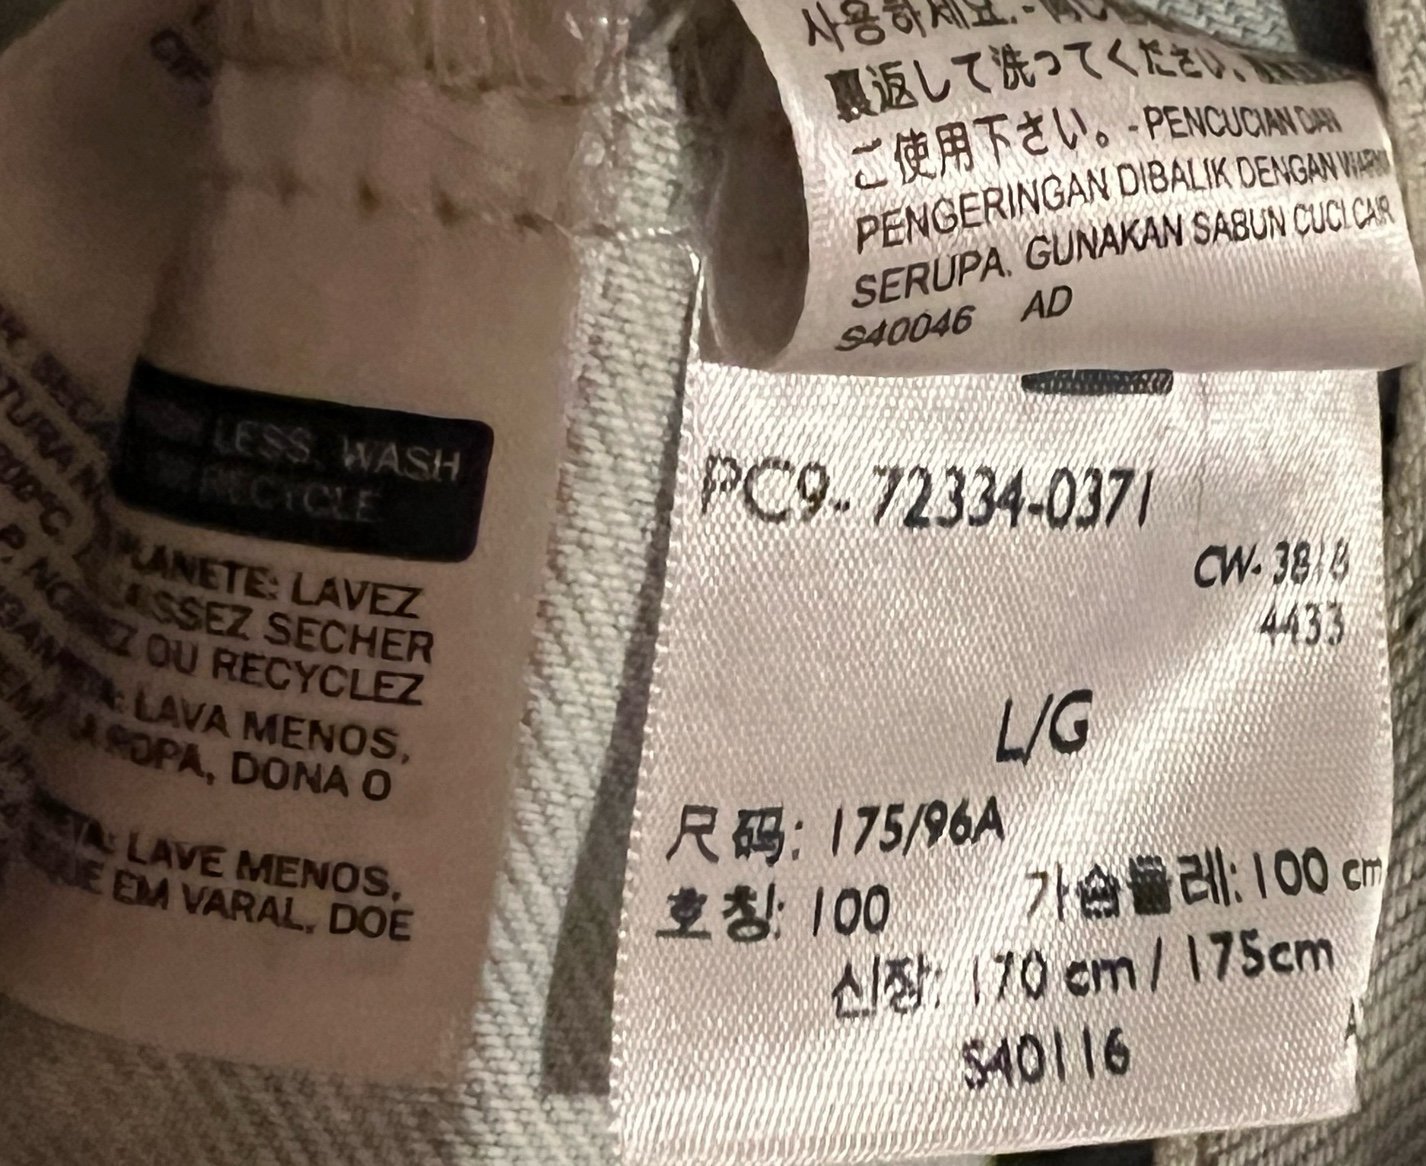 사용하세요. -
裏返して洗ってください、
ご使用下さい。 - PENCUCIAN DAN
PENGERINGAN DIBALIK DENGAN WARNA
SERUPA. GUNAKAN SABUN CUCI CAIR
S40046 AD
LESS, WASH
RECYCLE
PLANETE: LAVEZ
SECHER
OU RECYCLEZ
LAVA MENOS,
ROPA, DONA O
LAVE MENOS,
QUE EM VARAL, DOE
PC9-72334-0371
CW-3818
4433
L/G
尺码: 175/96A
호칭: 100 가슴둘레: 100 cm
신장: 170 cm / 175cm
S40116